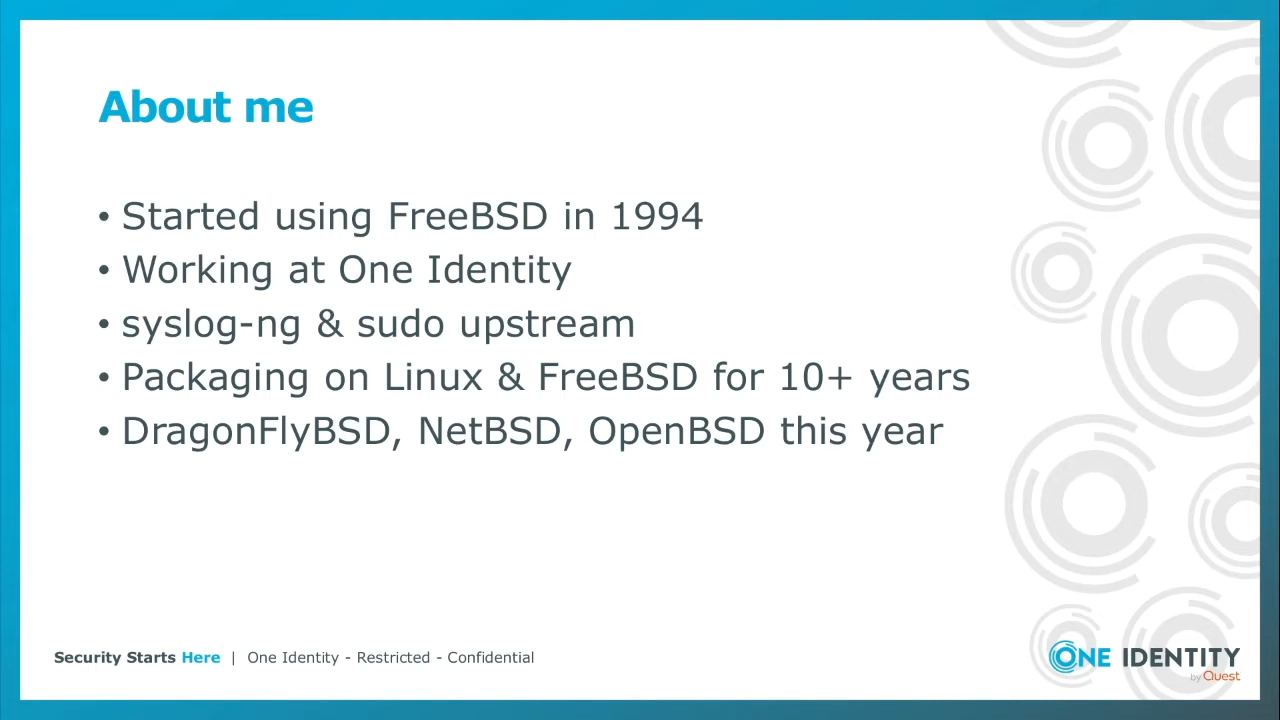 About me
• Started using FreeBSD in 1994
• Working at One Identity
• syslog-ng & sudo upstream
• Packaging on Linux & FreeBSD for 10+ years
• DragonFlyBSD, NetBSD, OpenBSD this year
Security Starts Here | One Identity - Restricted - Confidential
ONE IDENTITY
by Quest